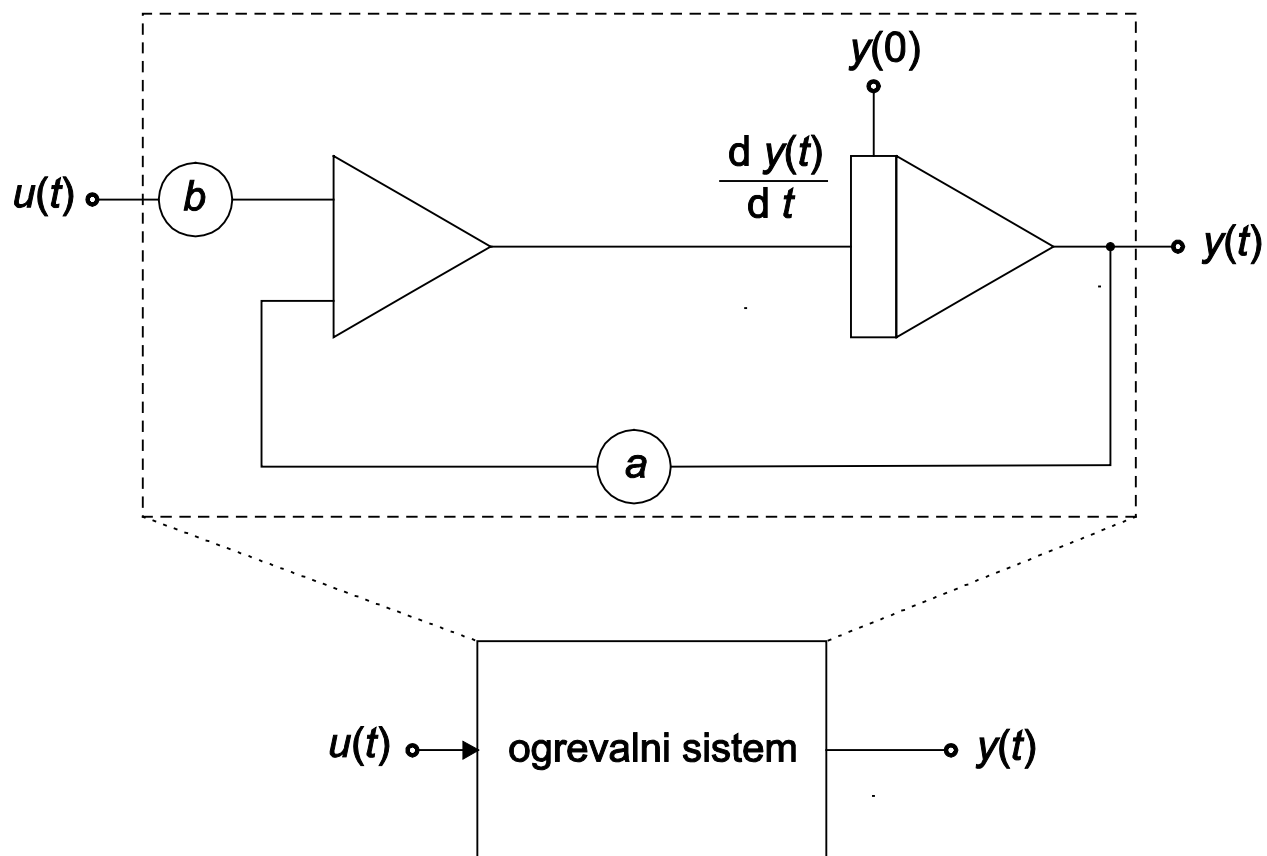 y(0)
d y(t)
d t
u(t)
b
y(t)
a
u(t)
ogrevalni sistem
y(t)